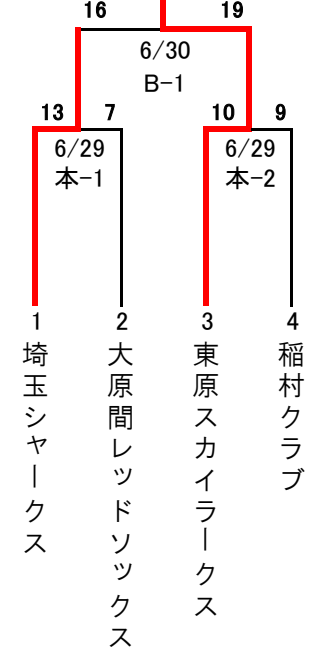 16 19
6/30
B-1
13 7 10 9
6/29 6/29
本-1 本-2
1 2 3 4
埼玉シャークス
大原間レッドソックス
東原スカイラークス
稲村クラブ